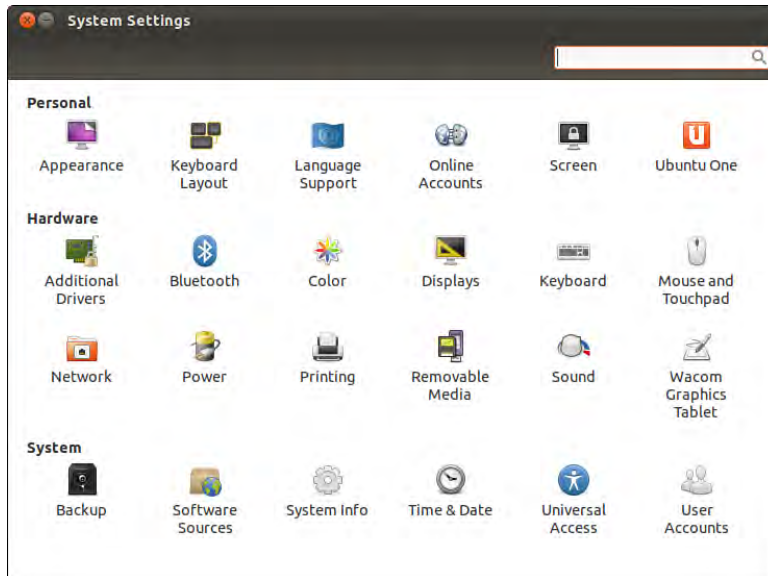 System Settings
Personal
Appearance
Keyboard
Layout
Language
Support
Online
Accounts
Screen
Ubuntu One
Hardware
Additional
Drivers
Bluetooth
Color
Displays
Keyboard
Mouse and
Touchpad
Network
Power
Printing
Removable
Media
Sound
Wacom
Graphics
Tablet
System
Backup
Software
Sources
System Info
Time & Date
Universal
Access
User
Accounts